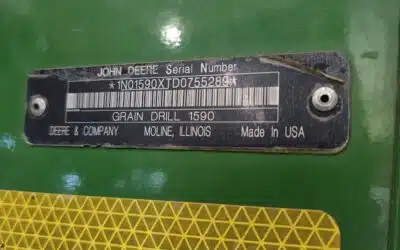 JOHN DEERE Serial Number
*1N01590XTD0755289*
GRAIN DRILL 1590
DEERE & COMPANY MOLINE, ILLINOIS Made In USA